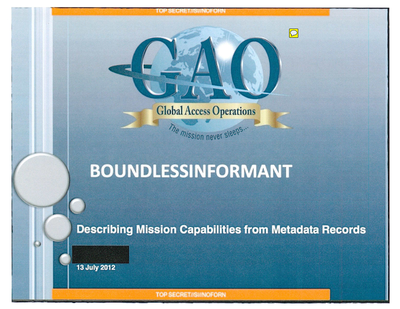 TOP SECRET//SI//NOFORN
GAO
Global Access Operations
The mission never sleeps...
BOUNDLESSINFORMANT
Describing Mission Capabilities from Metadata Records
13 July 2012
TOP SECRET//SI//NOFORN